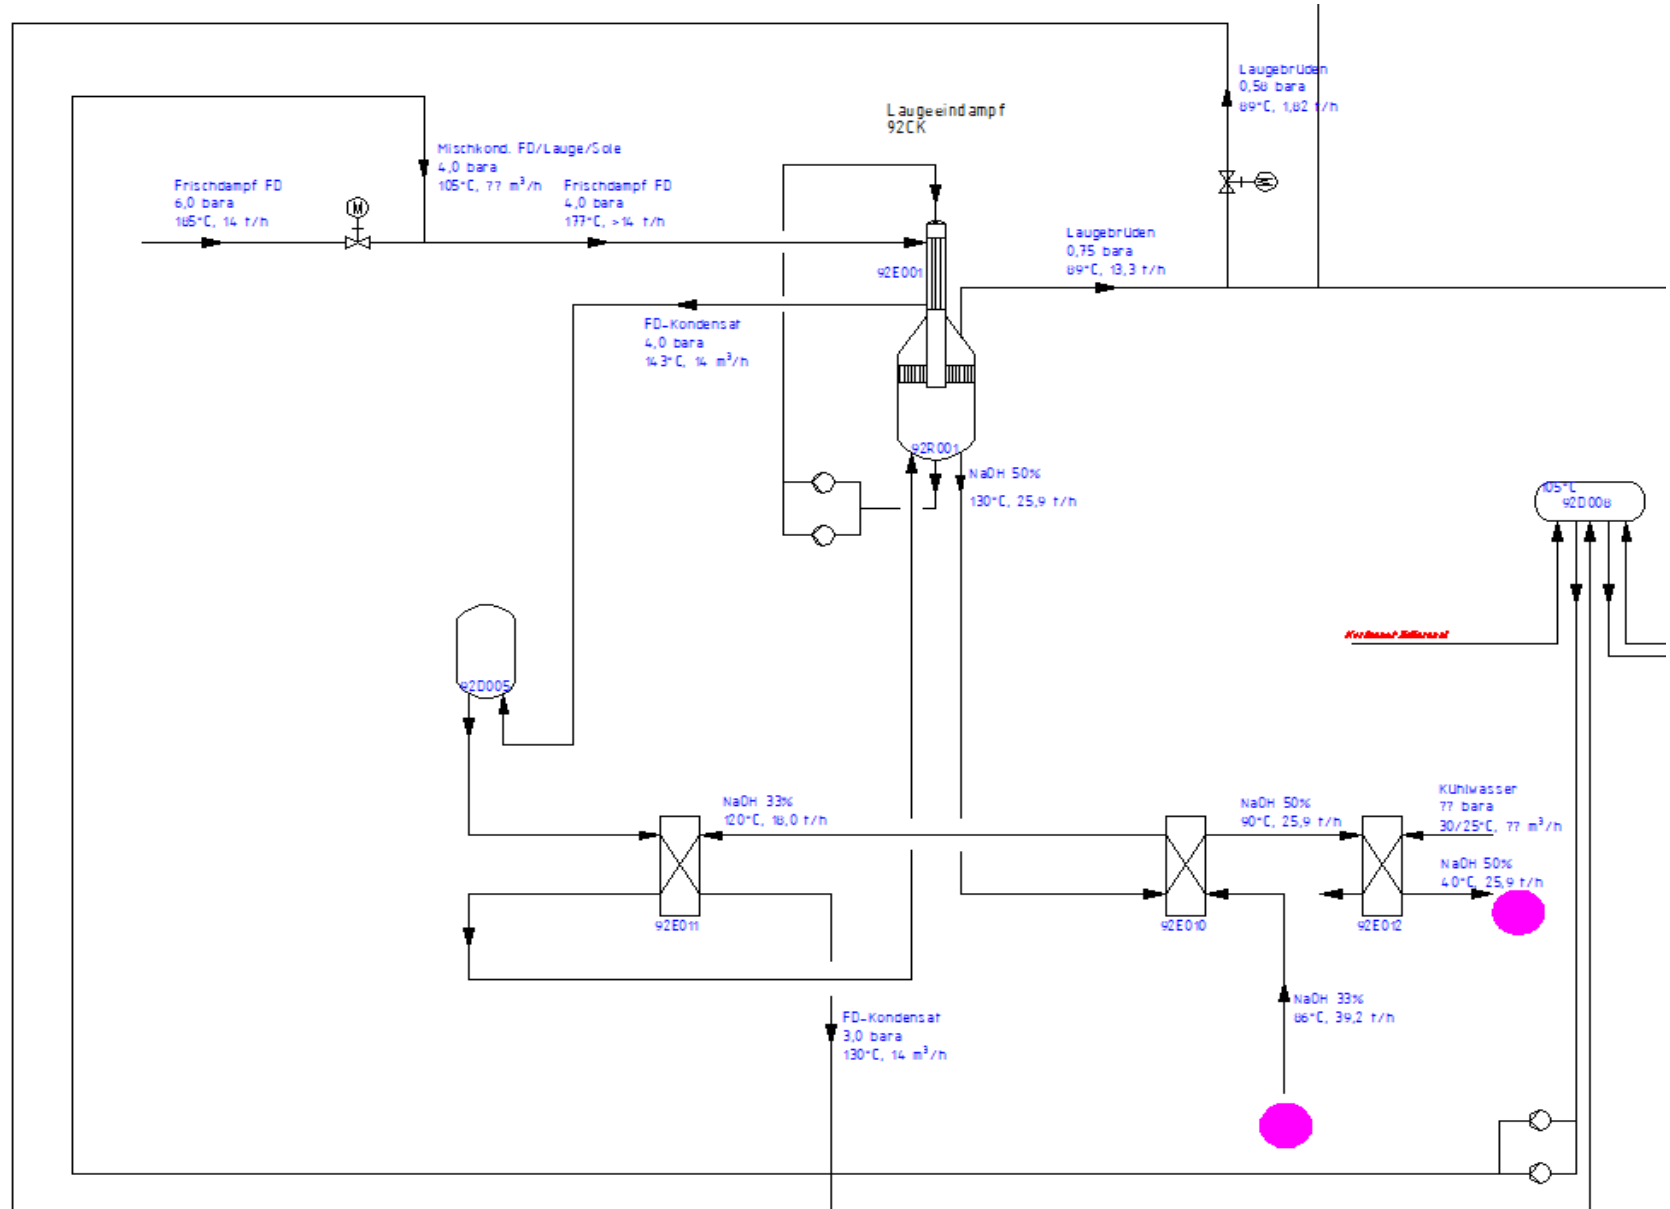 Laugebrüden
0,58 bara
89°C, 1,82 t/h
Laugeeindampf
92CK
Mischkond. FD/Lauge/Sole
4,0 bara
105°C, ?? m³/h
Frischdampf FD
6,0 bara
185°C, 14 t/h
M
Frischdampf FD
4,0 bara
177°C, >14 t/h
M
Laugebrüden
0,75 bara
89°C, 13,3 t/h
92E001
FD-Kondensat
4,0 bara
143°C, 14 m³/h
92R001
NaOH 50%
130°C, 25,9 t/h
105°C
92D008
92D005
NaOH 33%
120°C, 18,0 t/h
NaOH 50%
90°C, 25,9 t/h
Kühlwasser
?? bara
30/25°C, ?? m³/h
NaOH 50%
40°C, 25,9 t/h
92E011
92E010
92E012
NaOH 33%
86°C, 39,2 t/h
FD-Kondensat
3,0 bara
130°C, 14 m³/h